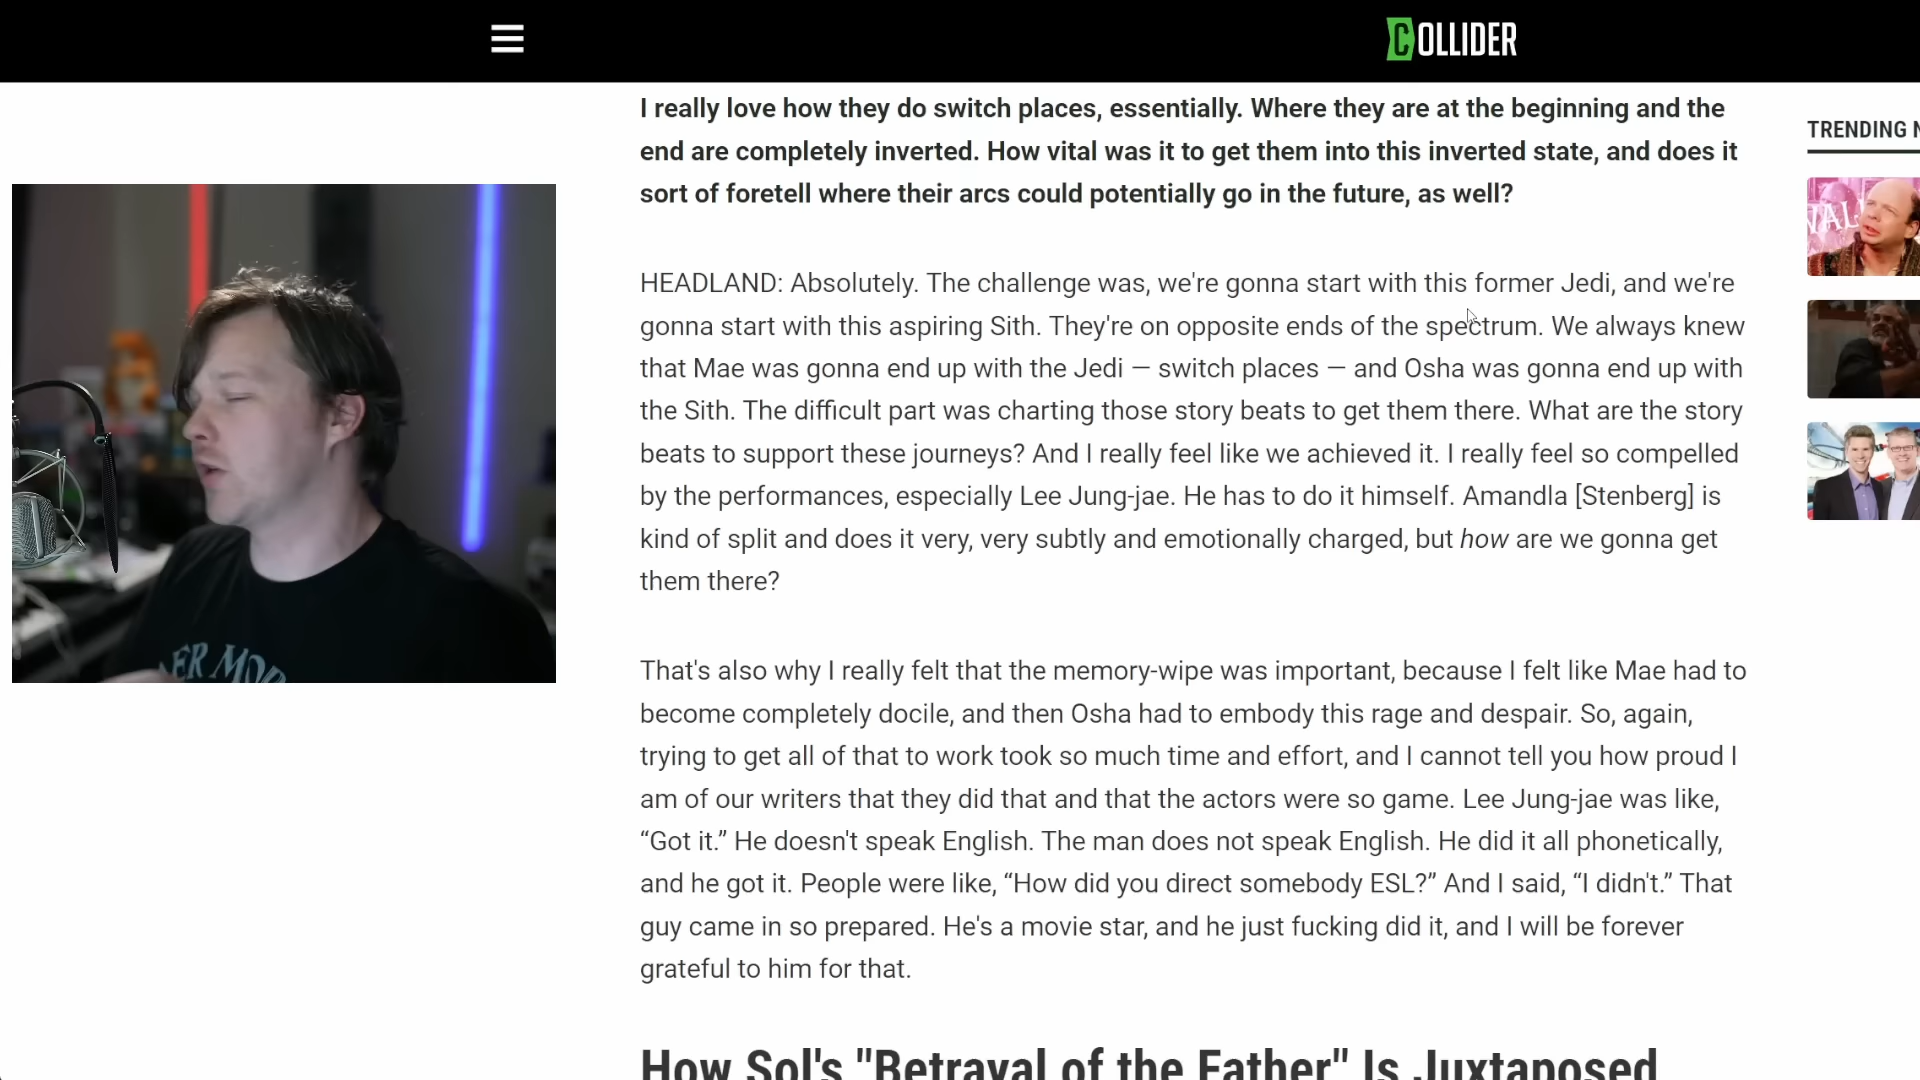 COLLIDER
I really love how they do switch places, essentially. Where they are at the beginning and the
end are completely inverted. How vital was it to get them into this inverted state, and does it
sort of foretell where their arcs could potentially go in the future, as well?
TRENDING
HEADLAND: Absolutely. The challenge was, we're gonna start with this former Jedi, and we're
gonna start with this aspiring Sith. They're on opposite ends of the spectrum. We always knew
that Mae was gonna end up with the Jedi — switch places — and Osha was gonna end up with
the Sith. The difficult part was charting those story beats to get them there. What are the story
beats to support these journeys? And I really feel like we achieved it. I really feel so compelled
by the performances, especially Lee Jung-jae. He has to do it himself. Amandla [Stenberg] is
kind of split and does it very, very subtly and emotionally charged, but how are we gonna get
them there?
That's also why I really felt that the memory-wipe was important, because I felt like Mae had to
become completely docile, and then Osha had to embody this rage and despair. So, again,
trying to get all of that to work took so much time and effort, and I cannot tell you how proud I
am of our writers that they did that and that the actors were so game. Lee Jung-jae was like,
“Got it.” He doesn't speak English. The man does not speak English. He did it all phonetically,
and he got it. People were like, “How did you direct somebody ESL?” And I said, “I didn't.” That
guy came in so prepared. He's a movie star, and he just fucking did it, and I will be forever
grateful to him for that.
How Sol's "Betrayal of the Father" Is Juxtaposed